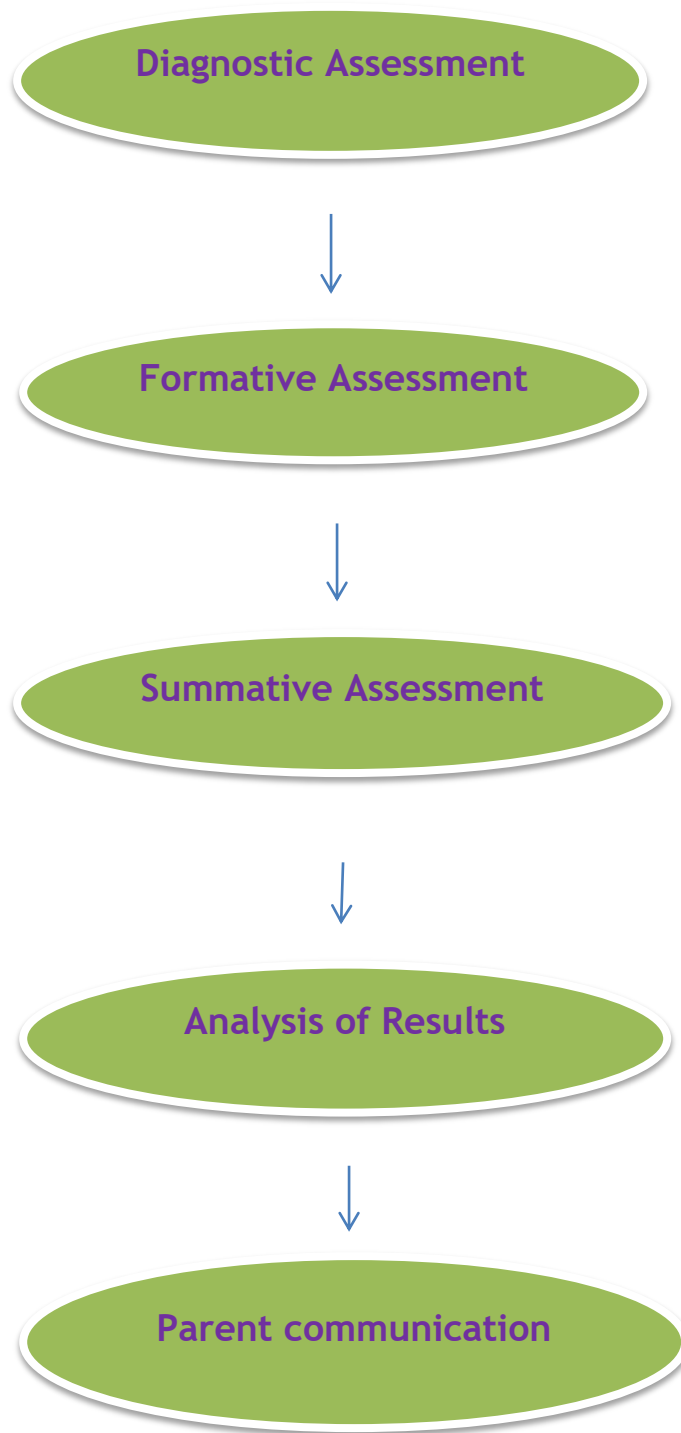 Diagnostic Assessment
Formative Assessment
Summative Assessment
Analysis of Results
Parent communication